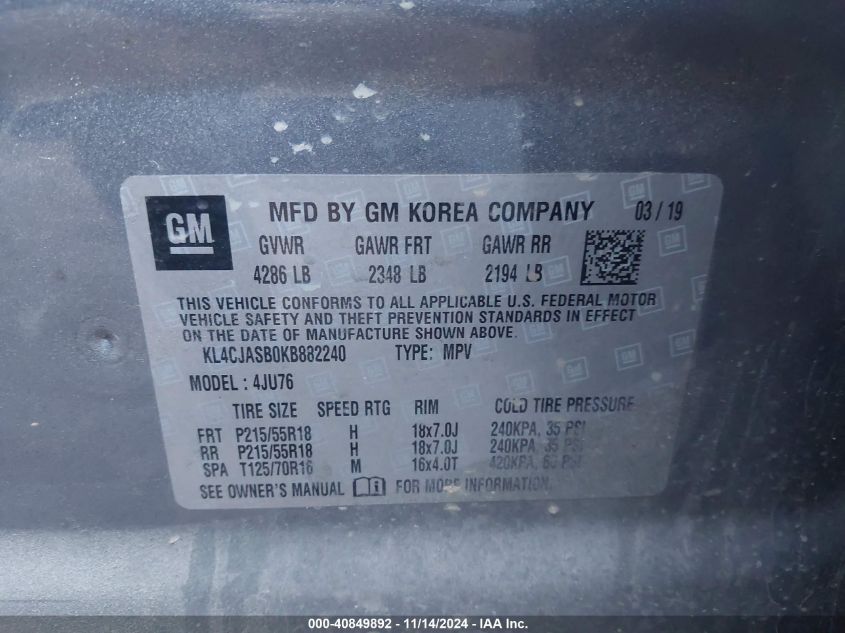 GM
MFD BY GM KOREA COMPANY 03/19
GVWR GAWR FRT GAWR RR
4286 LB 2348 LB 2194 LB
THIS VEHICLE CONFORMS TO ALL APPLICABLE U.S. FEDERAL MOTOR
VEHICLE SAFETY AND THEFT PREVENTION STANDARDS IN EFFECT
ON THE DATE OF MANUFACTURE SHOWN ABOVE.
KL4CJASB0KB882240 TYPE: MPV
MODEL : 4JU76
TIRE SIZE SPEED RTG RIM COLD TIRE PRESSURE
FRT P215/55R18 H 18x7.0J 240KPA, 35 PSI
RR P215/55R18 H 18x7.0J 240KPA, 35 PSI
SPA T125/70R16 M 16x4.0T 420KPA, 60 PSI
SEE OWNER'S MANUAL FOR MORE INFORMATION.
000-40849892 - 11/14/2024 - IAA Inc.